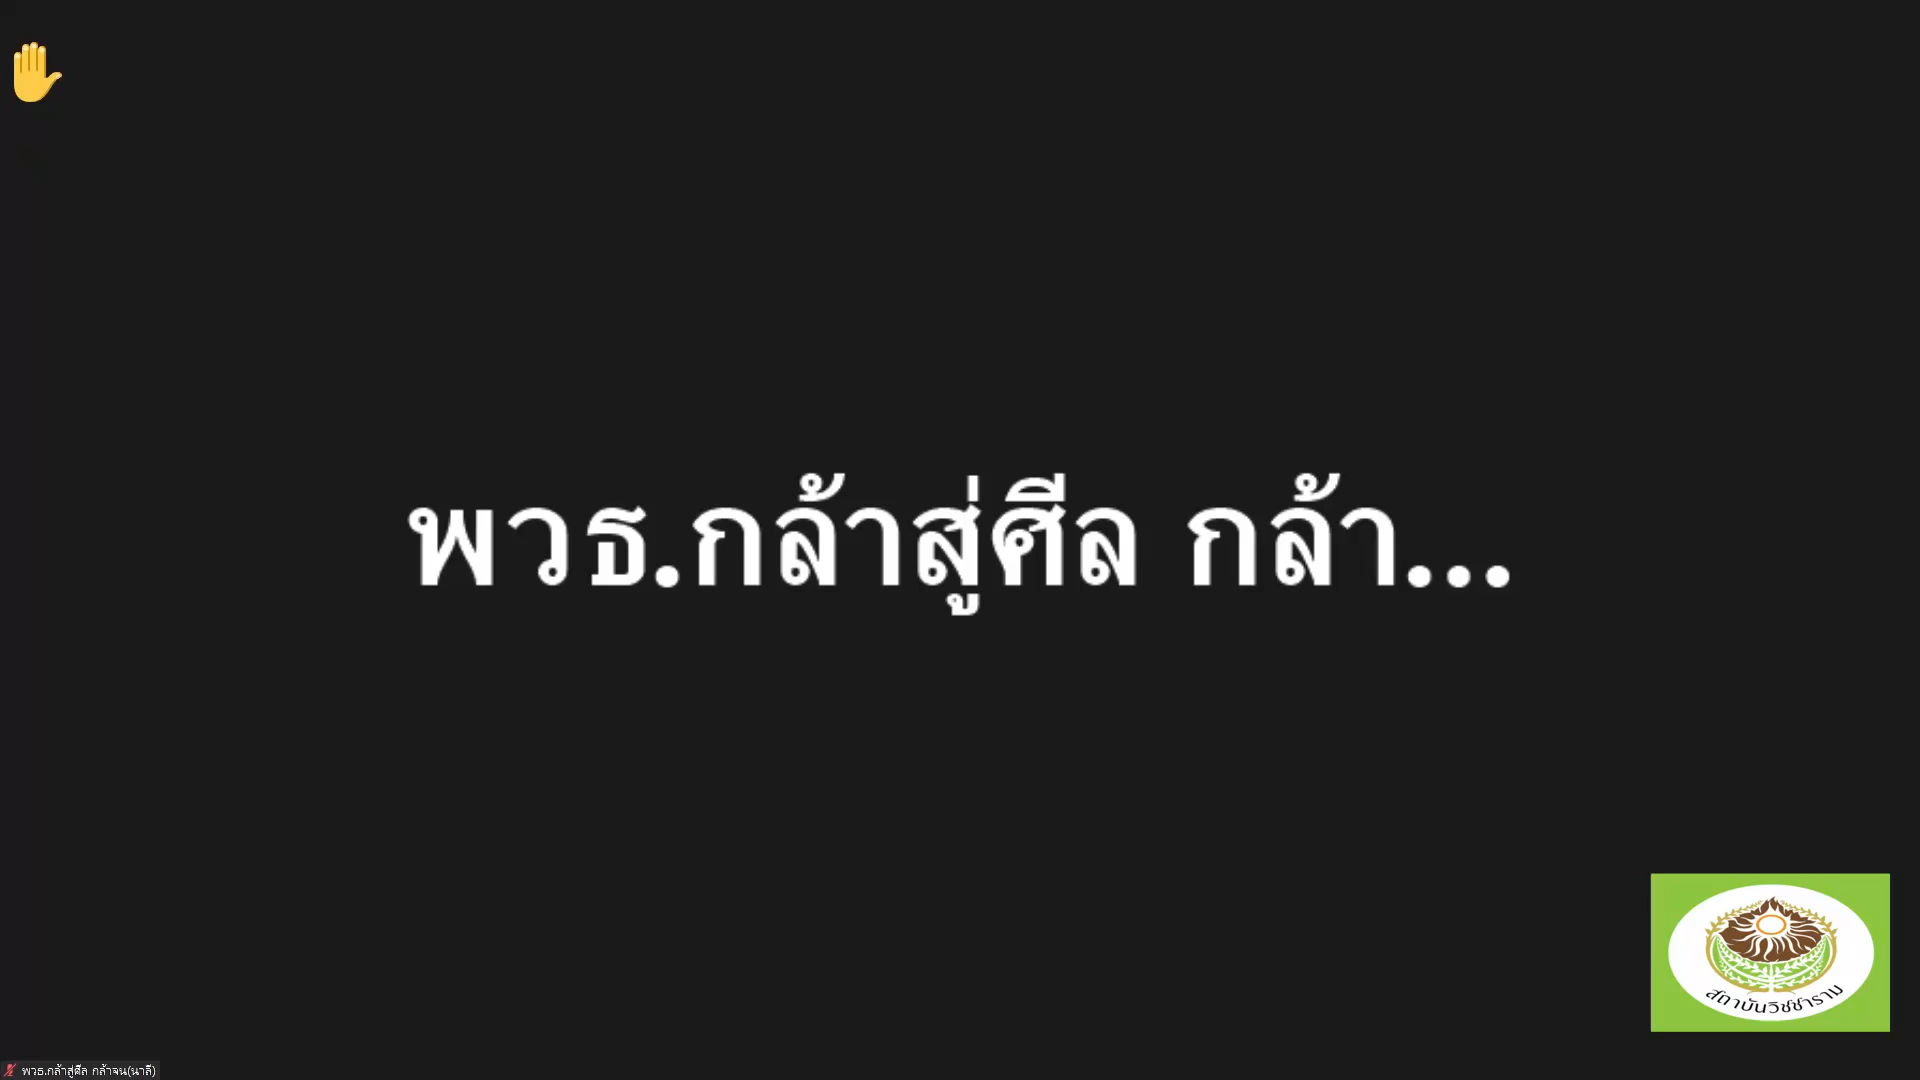 พวธ.กล้าสู่ศีล กล้า...
สถาบันวิชชาราม
พวธ.กล้าสู่ศีล กล้าจน(นาลี)